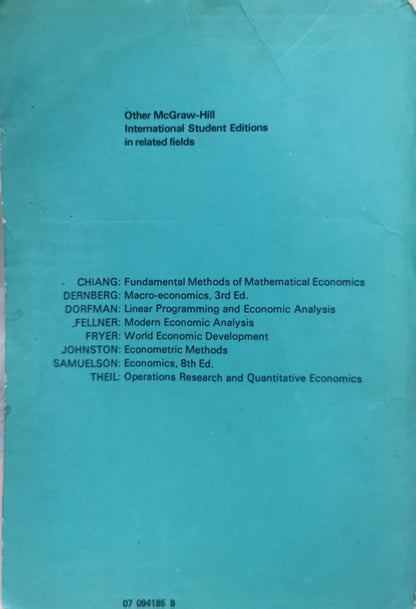 Other McGraw-Hill
International Student Editions
in related fields
CHIANG: Fundamental Methods of Mathematical Economics
DERNBERG: Macro-economics, 3rd Ed.
DORFMAN: Linear Programming and Economic Analysis
FELLNER: Modern Economic Analysis
FRYER: World Economic Development
JOHNSTON: Econometric Methods
SAMUELSON: Economics, 8th Ed.
THEIL: Operations Research and Quantitative Economics
07 094185 8